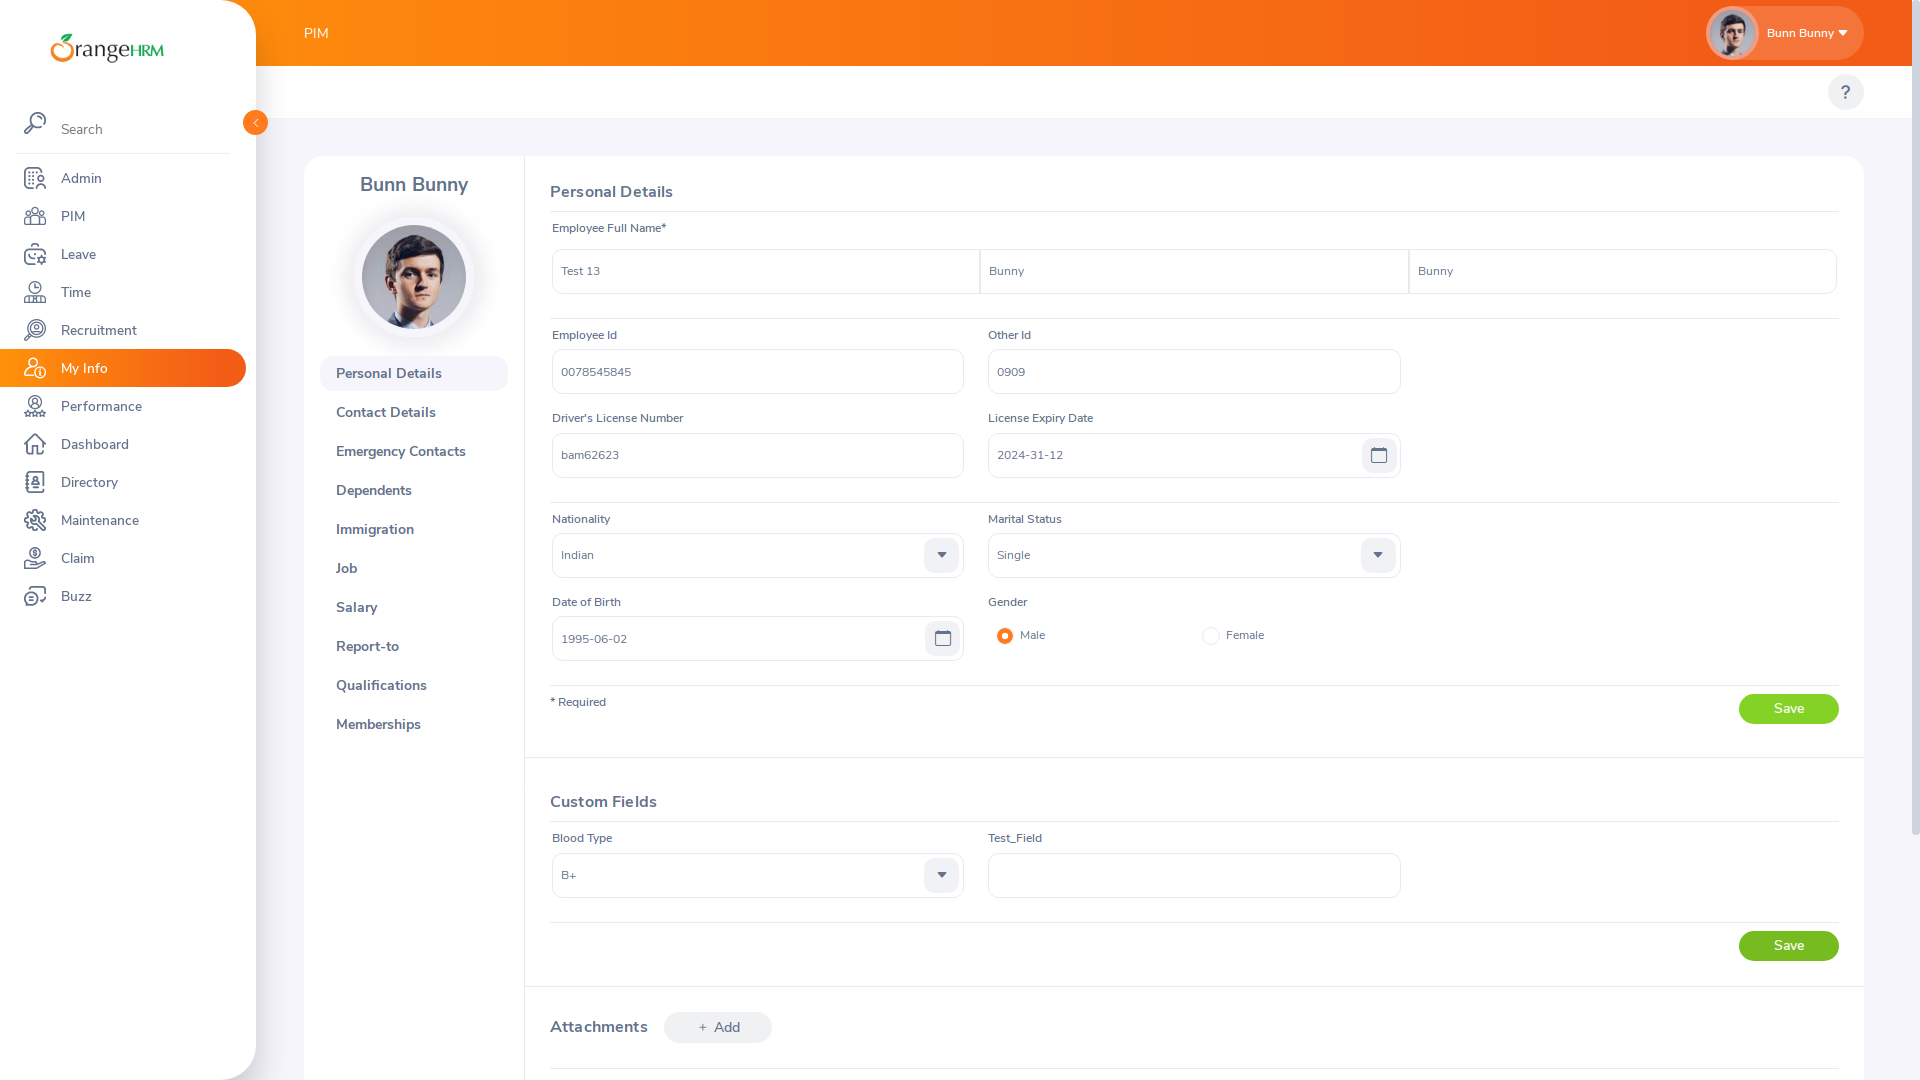 OrangeHRM
Search
Admin
PIM
Leave
Time
Recruitment
My Info
Performance
Dashboard
Directory
Maintenance
Claim
Buzz
PIM
Bunn Bunny
?
Bunn Bunny
Personal Details
Contact Details
Emergency Contacts
Dependents
Immigration
Job
Salary
Report-to
Qualifications
Memberships
Personal Details
Employee Full Name*
Test 13 Bunny Bunny
Employee Id Other Id
0078545845 0909
Driver's License Number License Expiry Date
bam62623 2024-31-12
Nationality Marital Status
Indian Single
Date of Birth Gender
1995-06-02 Male Female
* Required Save
Custom Fields
Blood Type Test_Field
B+
Save
Attachments + Add